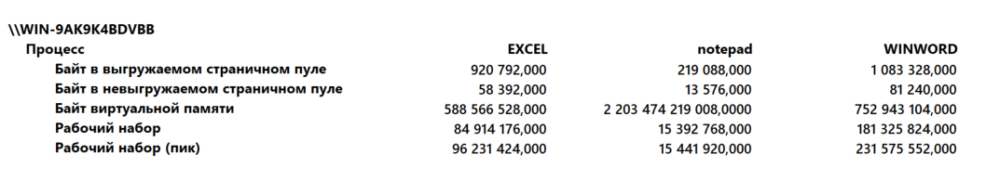 \\WIN-9AK9K4BDVBB
Процесс EXCEL notepad WINWORD
Байт в выгружаемом страничном пуле 920 792,000 219 088,000 1 083 328,000
Байт в невыгружаемом страничном пуле 58 392,000 13 576,000 81 240,000
Байт виртуальной памяти 588 566 528,000 2 203 474 219 008,0000 752 943 104,000
Рабочий набор 84 914 176,000 15 392 768,000 181 325 824,000
Рабочий набор (пик) 96 231 424,000 15 441 920,000 231 575 552,000